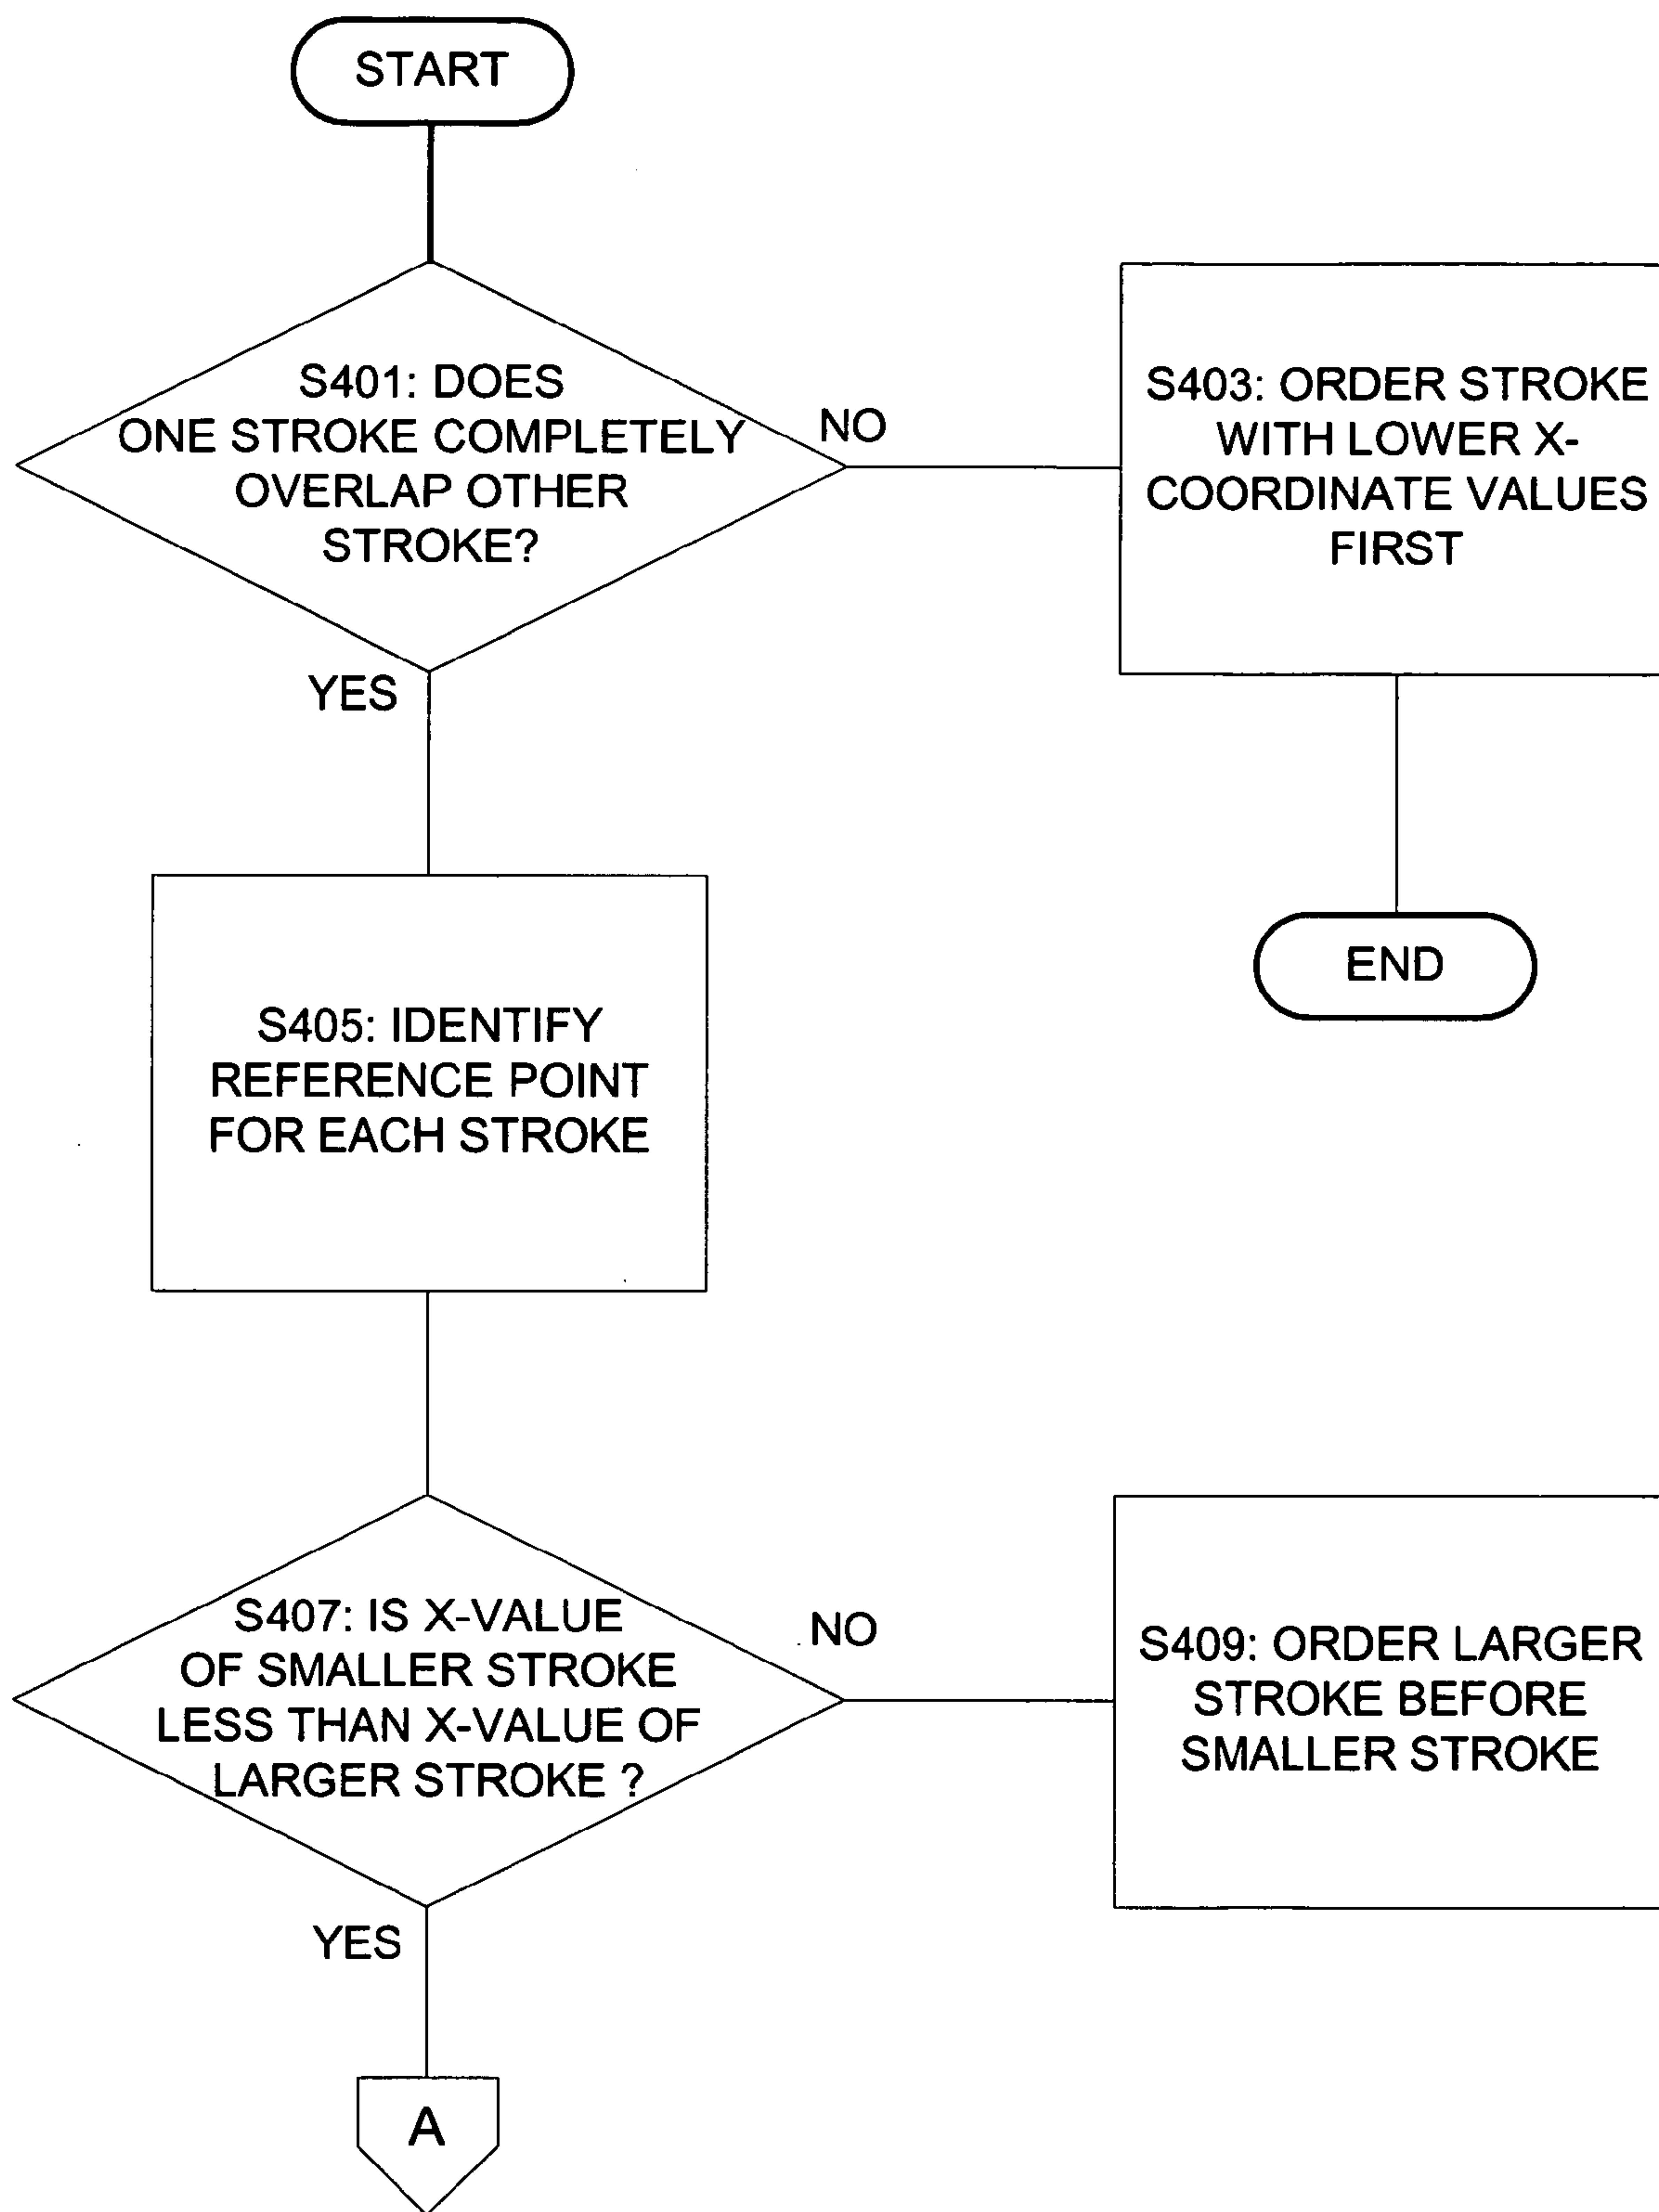 START
S401: DOES
ONE STROKE COMPLETELY
OVERLAP OTHER
STROKE?
NO
S403: ORDER STROKE
WITH LOWER X-
COORDINATE VALUES
FIRST
YES
END
S405: IDENTIFY
REFERENCE POINT
FOR EACH STROKE
S407: IS X-VALUE
OF SMALLER STROKE
LESS THAN X-VALUE OF
LARGER STROKE ?
NO
S409: ORDER LARGER
STROKE BEFORE
SMALLER STROKE
YES
A